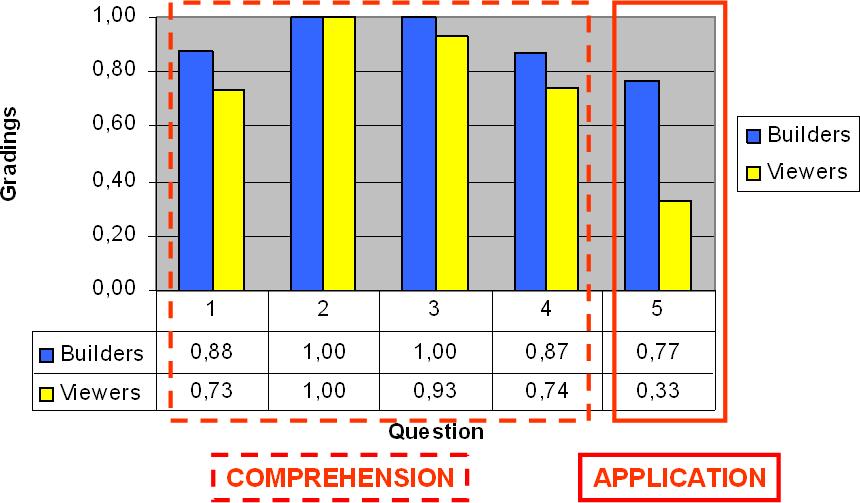 1,00
0,80
0,60
0,40
0,20
0,00
Gradings
Builders
Viewers
1 2 3 4 5
Builders 0,88 1,00 1,00 0,87 0,77
Viewers 0,73 1,00 0,93 0,74 0,33
Question
COMPREHENSION APPLICATION